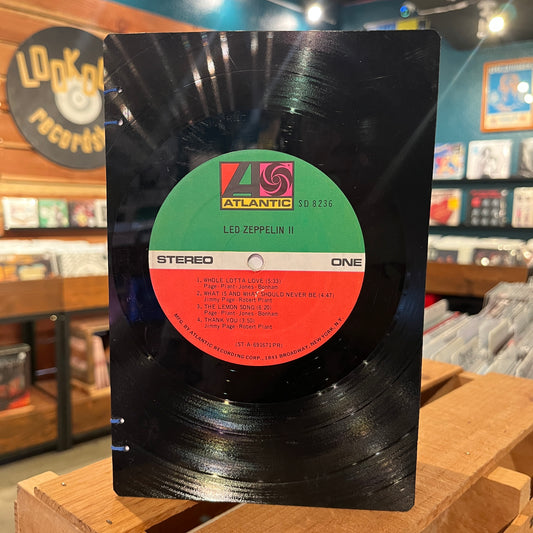 LOOKOU
records
ATLANTIC
SD 8236
LED ZEPPELIN II
STEREO
ONE
1. WHOLE LOTTA LOVE (5:33)
Page-Plant-Jones-Bonham
2. WHAT IS AND WHAT SHOULD NEVER BE (4:47)
Jimmy Page-Robert Plant
3. THE LEMON SONG (6:20)
Page-Plant-Jones-Bonham
4. THANK YOU (3:50)
Jimmy Page-Robert Plant
(ST-A-691671PR)
MFG. BY ATLANTIC RECORDING CORP., 1841 BROADWAY, NEW YORK, N.Y.